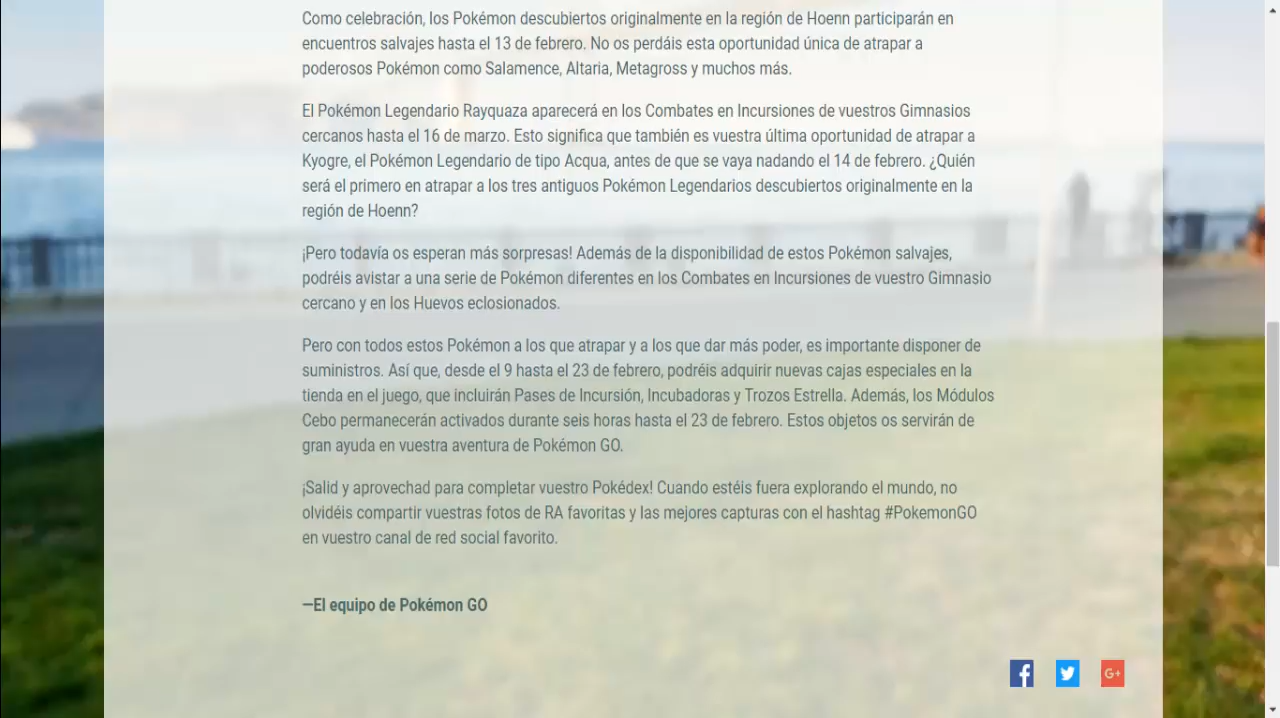 Como celebración, los Pokémon descubiertos originalmente en la región de Hoenn participarán en
encuentros salvajes hasta el 13 de febrero. No os perdáis esta oportunidad única de atrapar a
poderosos Pokémon como Salamence, Altaria, Metagross y muchos más.
El Pokémon Legendario Rayquaza aparecerá en los Combates en Incursiones de vuestros Gimnasios
cercanos hasta el 16 de marzo. Esto significa que también es vuestra última oportunidad de atrapar a
Kyogre, el Pokémon Legendario de tipo Acqua, antes de que se vaya nadando el 14 de febrero. ¿Quién
será el primero en atrapar a los tres antiguos Pokémon Legendarios descubiertos originalmente en la
región de Hoenn?
¡Pero todavía os esperan más sorpresas! Además de la disponibilidad de estos Pokémon salvajes,
podréis avistar a una serie de Pokémon diferentes en los Combates en Incursiones de vuestro Gimnasio
cercano y en los Huevos eclosionados.
Pero con todos estos Pokémon a los que atrapar y a los que dar más poder, es importante disponer de
suministros. Así que, desde el 9 hasta el 23 de febrero, podréis adquirir nuevas cajas especiales en la
tienda en el juego, que incluirán Pases de Incursión, Incubadoras y Trozos Estrella. Además, los Módulos
Cebo permanecerán activados durante seis horas hasta el 23 de febrero. Estos objetos os servirán de
gran ayuda en vuestra aventura de Pokémon GO.
¡Salid y aprovechad para completar vuestro Pokédex! Cuando estéis fuera explorando el mundo, no
olvidéis compartir vuestras fotos de RA favoritas y las mejores capturas con el hashtag #PokemonGO
en vuestro canal de red social favorito.
—El equipo de Pokémon GO
f
G+